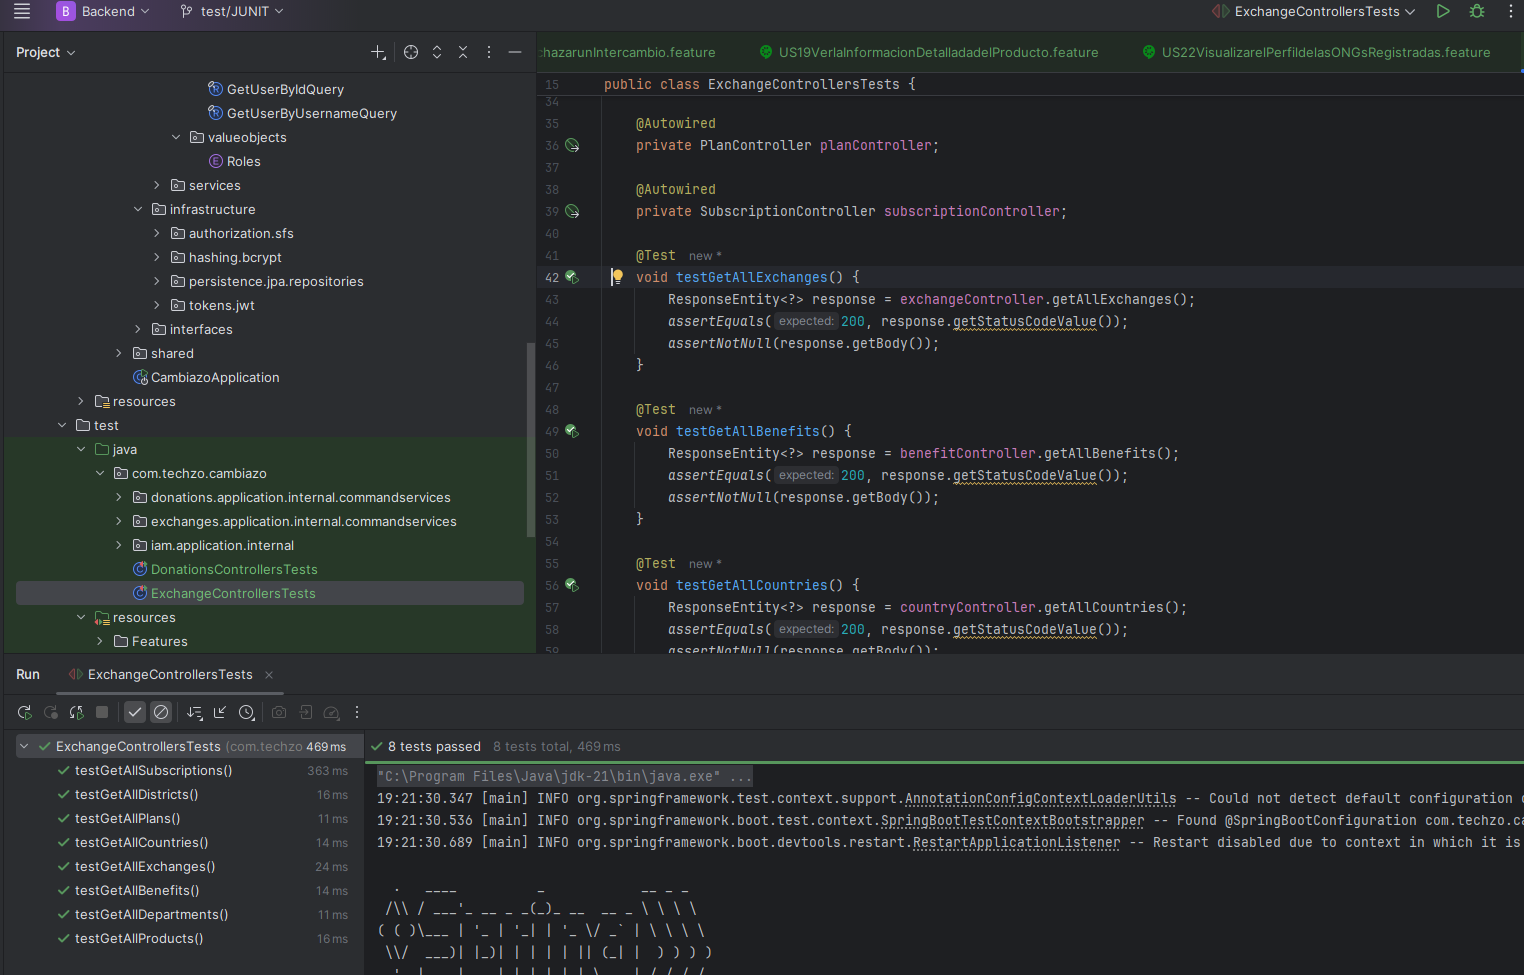 B Backend test/JUNIT ExchangeControllersTests
Project
:hazarunIntercambio.feature US19VerlaInformacionDetalladadelProducto.feature US22VisualizarelPerfildelasONGsRegistradas.feature
GetUserByIdQuery
GetUserByUsernameQuery
valueobjects
Roles
services
infrastructure
authorization.sfs
hashing.bcrypt
persistence.jpa.repositories
tokens.jwt
interfaces
shared
CambiazoApplication
resources
test
java
com.techzo.cambiazo
donations.application.internal.commandservices
exchanges.application.internal.commandservices
iam.application.internal
DonationsControllersTests
ExchangeControllersTests
resources
Features
15 public class ExchangeControllersTests {
34
35 @Autowired
36 private PlanController planController;
37
38 @Autowired
39 private SubscriptionController subscriptionController;
40
41 @Test new *
42 void testGetAllExchanges() {
43 ResponseEntity<?> response = exchangeController.getAllExchanges();
44 assertEquals( expected: 200, response.getStatusCodeValue());
45 assertNotNull(response.getBody());
46 }
47
48 @Test new *
49 void testGetAllBenefits() {
50 ResponseEntity<?> response = benefitController.getAllBenefits();
51 assertEquals( expected: 200, response.getStatusCodeValue());
52 assertNotNull(response.getBody());
53 }
54
55 @Test new *
56 void testGetAllCountries() {
57 ResponseEntity<?> response = countryController.getAllCountries();
58 assertEquals( expected: 200, response.getStatusCodeValue());
59 assertNotNull(response.getBody());
Run ExchangeControllersTests
ExchangeControllersTests (com.techzo 469 ms
testGetAllSubscriptions() 363 ms
testGetAllDistricts() 16 ms
testGetAllPlans() 11 ms
testGetAllCountries() 14 ms
testGetAllExchanges() 24 ms
testGetAllBenefits() 14 ms
testGetAllDepartments() 11 ms
testGetAllProducts() 16 ms
8 tests passed 8 tests total, 469 ms
"C:\Program Files\Java\jdk-21\bin\java.exe" ...
19:21:30.347 [main] INFO org.springframework.test.context.support.AnnotationConfigContextLoaderUtils -- Could not detect default configuration
19:21:30.536 [main] INFO org.springframework.boot.test.context.SpringBootTestContextBootstrapper -- Found @SpringBootConfiguration com.techzo.ca
19:21:30.689 [main] INFO org.springframework.boot.devtools.restart.RestartApplicationListener -- Restart disabled due to context in which it is